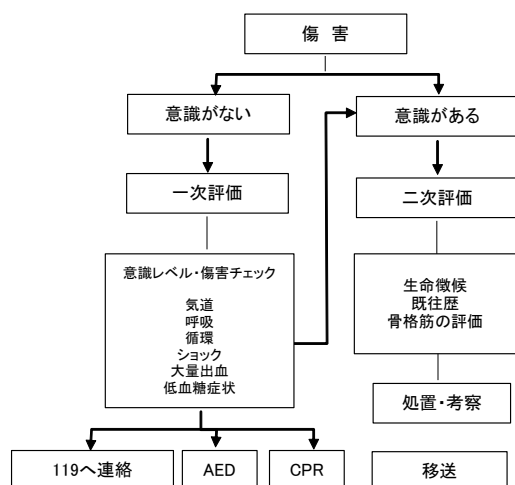 傷 害
意識がない
意識がある
一次評価
二次評価
意識レベル・傷害チェック
気道
呼吸
循環
ショック
大量出血
低血糖症状
生命徴候
既往歴
骨格筋の評価
処置・考察
119へ連絡
AED
CPR
移送